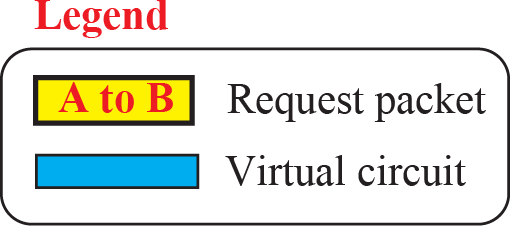 Legend
A to B Request packet
Virtual circuit